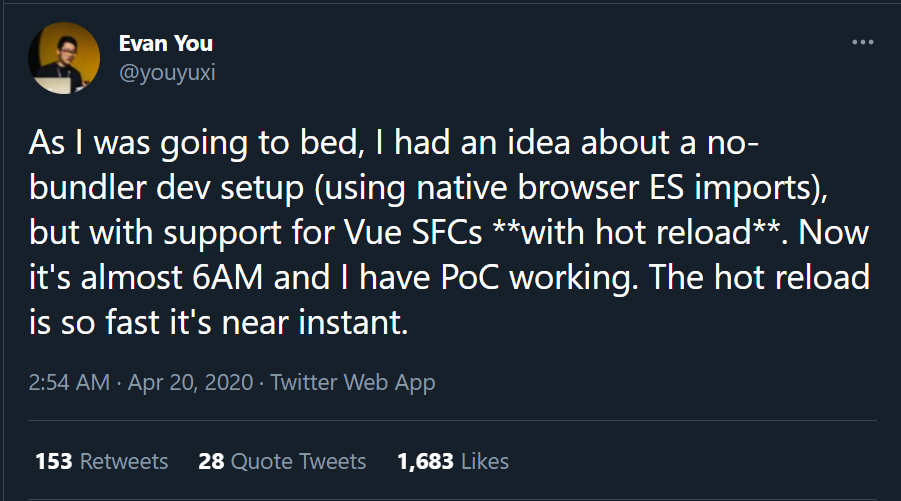 Evan You
@youyuxi
As I was going to bed, I had an idea about a no-
bundler dev setup (using native browser ES imports),
but with support for Vue SFCs **with hot reload**. Now
it's almost 6AM and I have PoC working. The hot reload
is so fast it's near instant.
2:54 AM · Apr 20, 2020 · Twitter Web App
153 Retweets 28 Quote Tweets 1,683 Likes